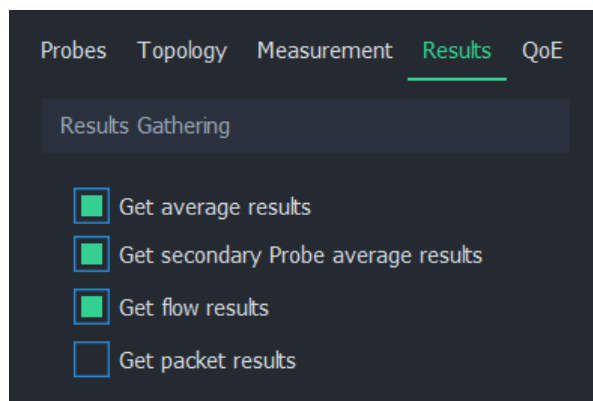 Probes Topology Measurement Results QoE
Results Gathering
Get average results
Get secondary Probe average results
Get flow results
Get packet results